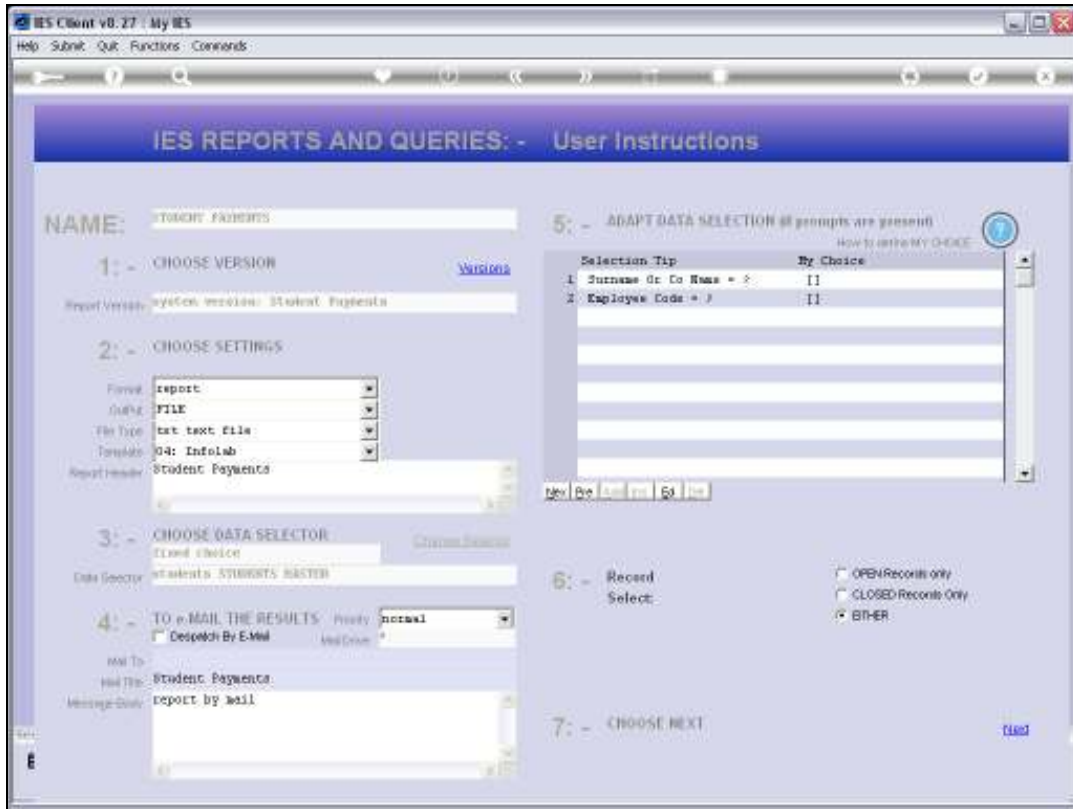 IES Client v8.27 : My IES
Help Submit Quit Functions Commands
IES REPORTS AND QUERIES: - User Instructions
NAME: STUDENT PAYMENTS
1: - CHOOSE VERSION Versions
Report Version system version: Student Payments
2: - CHOOSE SETTINGS
Format report
OutPut FILE
File Type txt text file
Template 04: Infolab
Report Header Student Payments
3: - CHOOSE DATA SELECTOR Choose Selector
fixed choice
Data Selector students STUDENTS MASTER
4: - TO e-MAIL THE RESULTS Priority normal
Despatch By E-Mail Mail Drive *
Mail To
Mail Title Student Payments
Message Body report by mail
5: - ADAPT DATA SELECTION (if prompts are present)
How to define MY CHOICE
?
Selection Tip My Choice
1 Surname Or Co Name = ? []
2 Employee Code = ? []
Nex Pre Ed
6: - Record Select:
OPEN Records only
CLOSED Records Only
EITHER
7: - CHOOSE NEXT Next